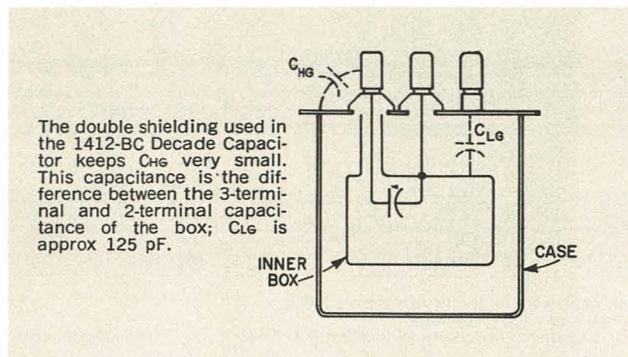 The double shielding used in
the 1412-BC Decade Capaci-
tor keeps CHG very small.
This capacitance is the dif-
ference between the 3-termi-
nal and 2-terminal capaci-
tance of the box; CLG is
approx 125 pF.
CHG
CLG
INNER
BOX
CASE